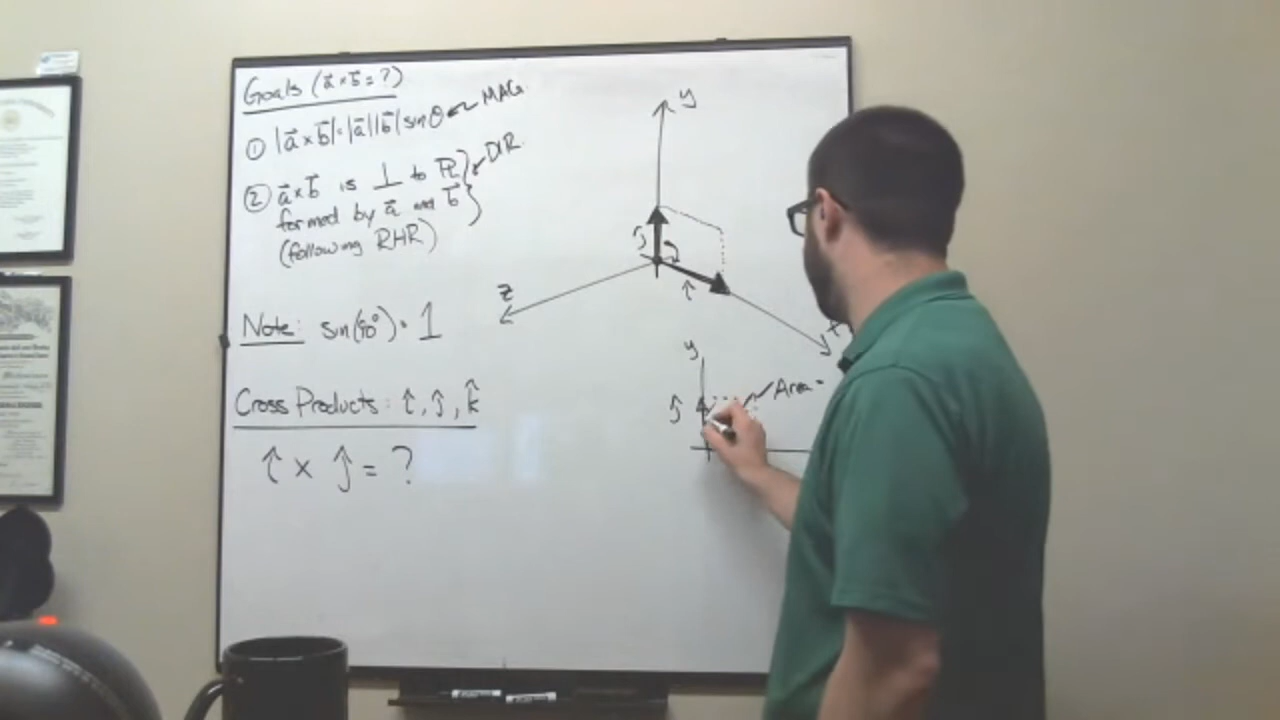 Goals (a⃗ x b⃗ = ?)
① |a⃗ x b⃗| = |a⃗||b⃗| sin θ ← MAG
② a⃗ x b⃗ is ⊥ to PL } ← DIR.
formed by a⃗ and b⃗
(following RHR)
Note: sin(90°) = 1
Cross Products: î, ĵ, k̂
î x ĵ = ?
y
ĵ
î
z
y
ĵ
Area =